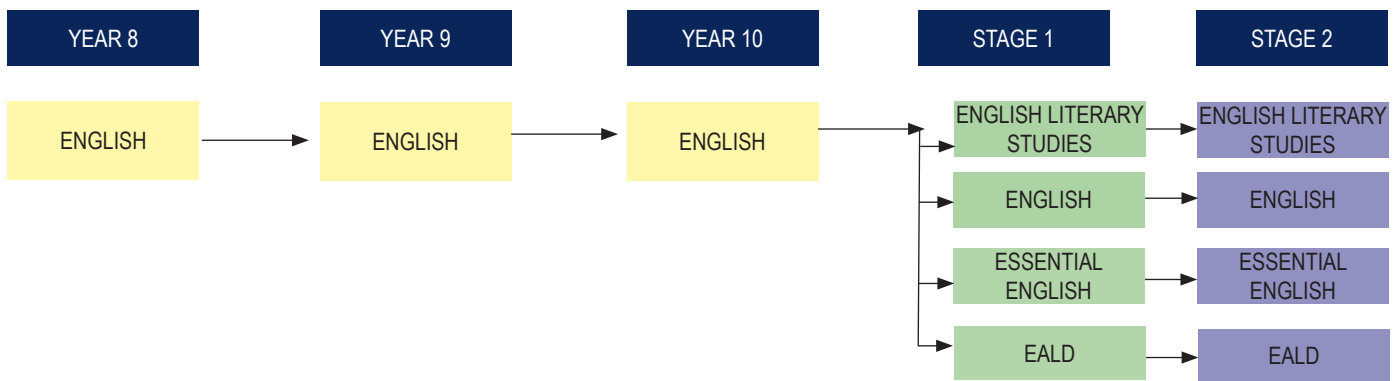 YEAR 8
YEAR 9
YEAR 10
STAGE 1
STAGE 2
ENGLISH
ENGLISH
ENGLISH
ENGLISH LITERARY
STUDIES
ENGLISH LITERARY
STUDIES
ENGLISH
ENGLISH
ESSENTIAL
ENGLISH
ESSENTIAL
ENGLISH
EALD
EALD